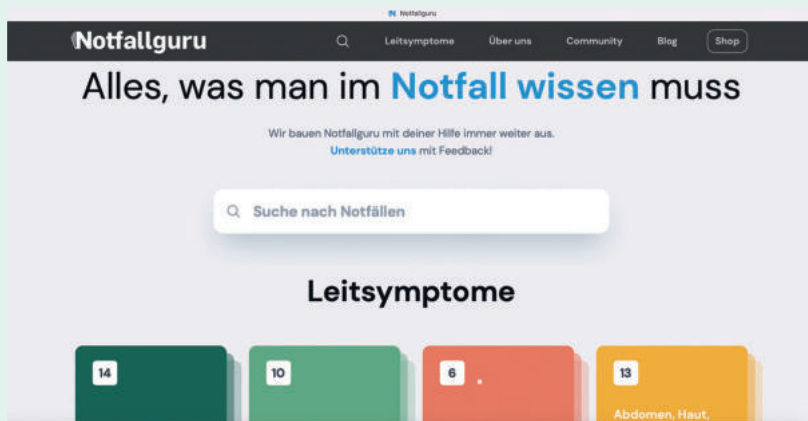 Notfallguru
Notfallguru Leitsymptome Über uns Community Blog Shop
Alles, was man im Notfall wissen muss
Wir bauen Notfallguru mit deiner Hilfe immer weiter aus.
Unterstütze uns mit Feedback!
Suche nach Notfällen
Leitsymptome
14 10 6 13
Abdomen, Haut,